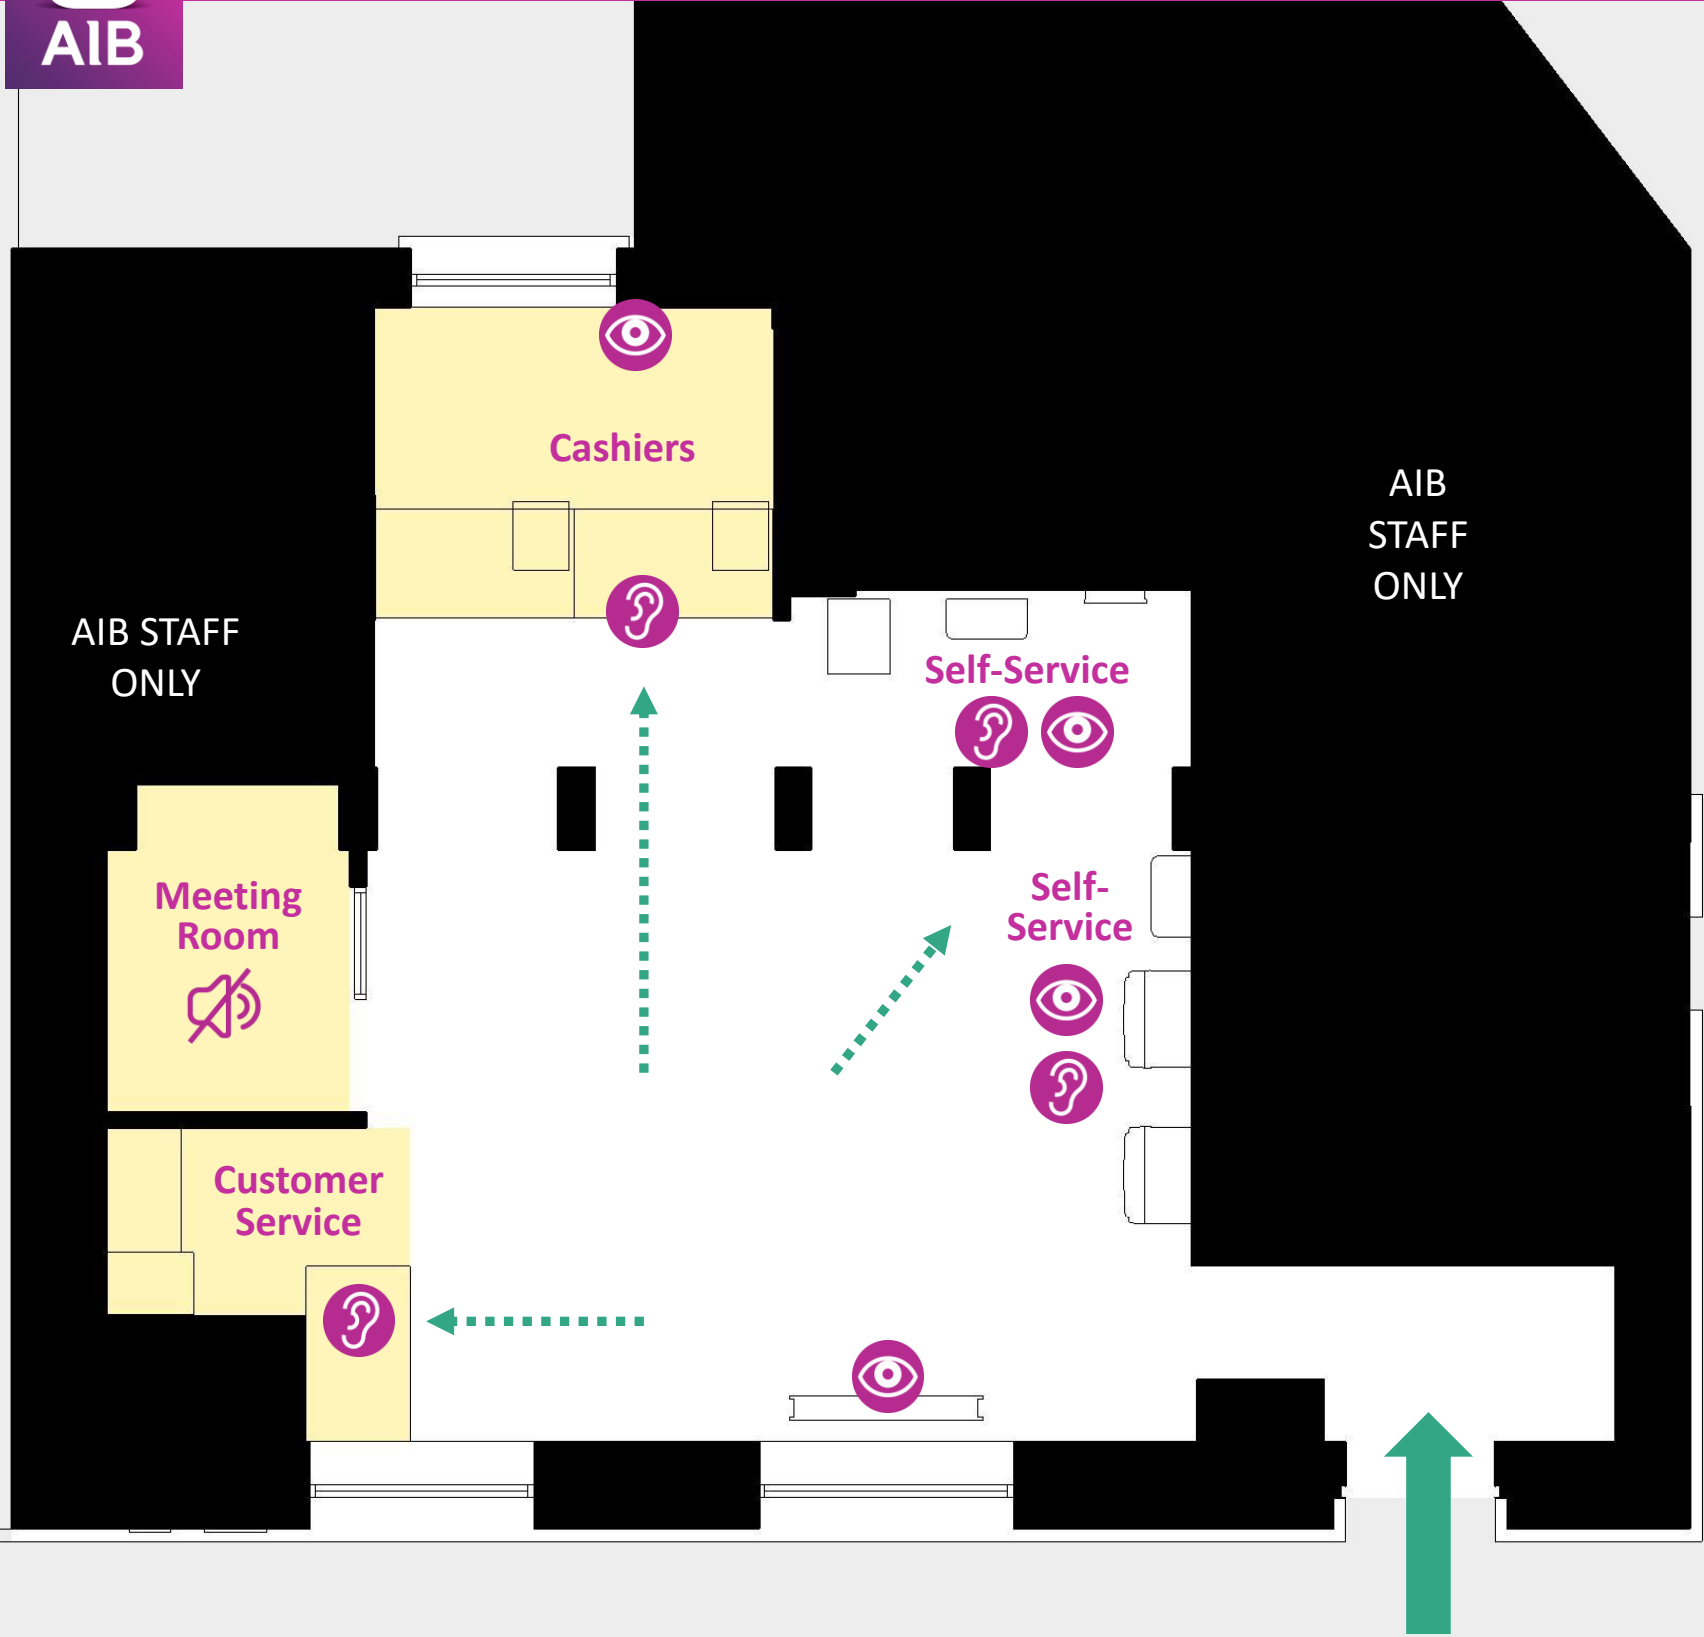 AIB
Cashiers
AIB
STAFF
ONLY
AIB STAFF
ONLY
Self-Service
Meeting
Room
Self-
Service
Customer
Service